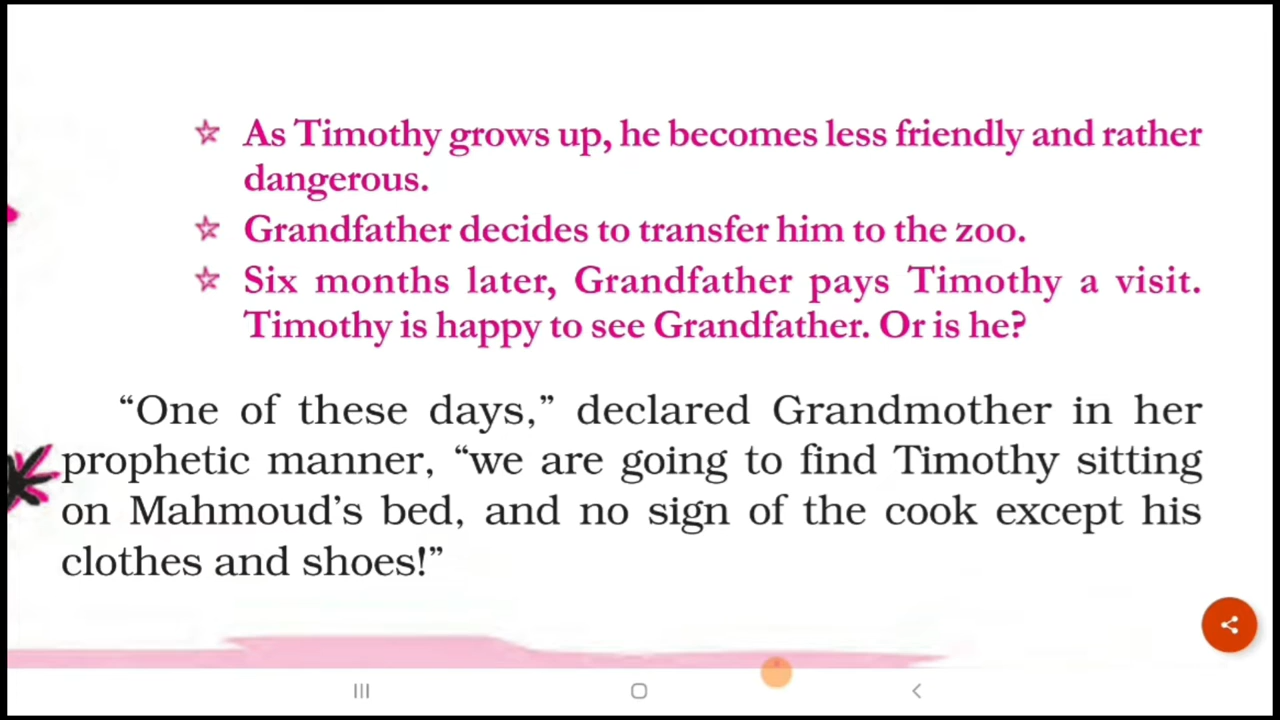 As Timothy grows up, he becomes less friendly and rather
dangerous.
Grandfather decides to transfer him to the zoo.
Six months later, Grandfather pays Timothy a visit.
Timothy is happy to see Grandfather. Or is he?
“One of these days,” declared Grandmother in her
prophetic manner, “we are going to find Timothy sitting
on Mahmoud’s bed, and no sign of the cook except his
clothes and shoes!”